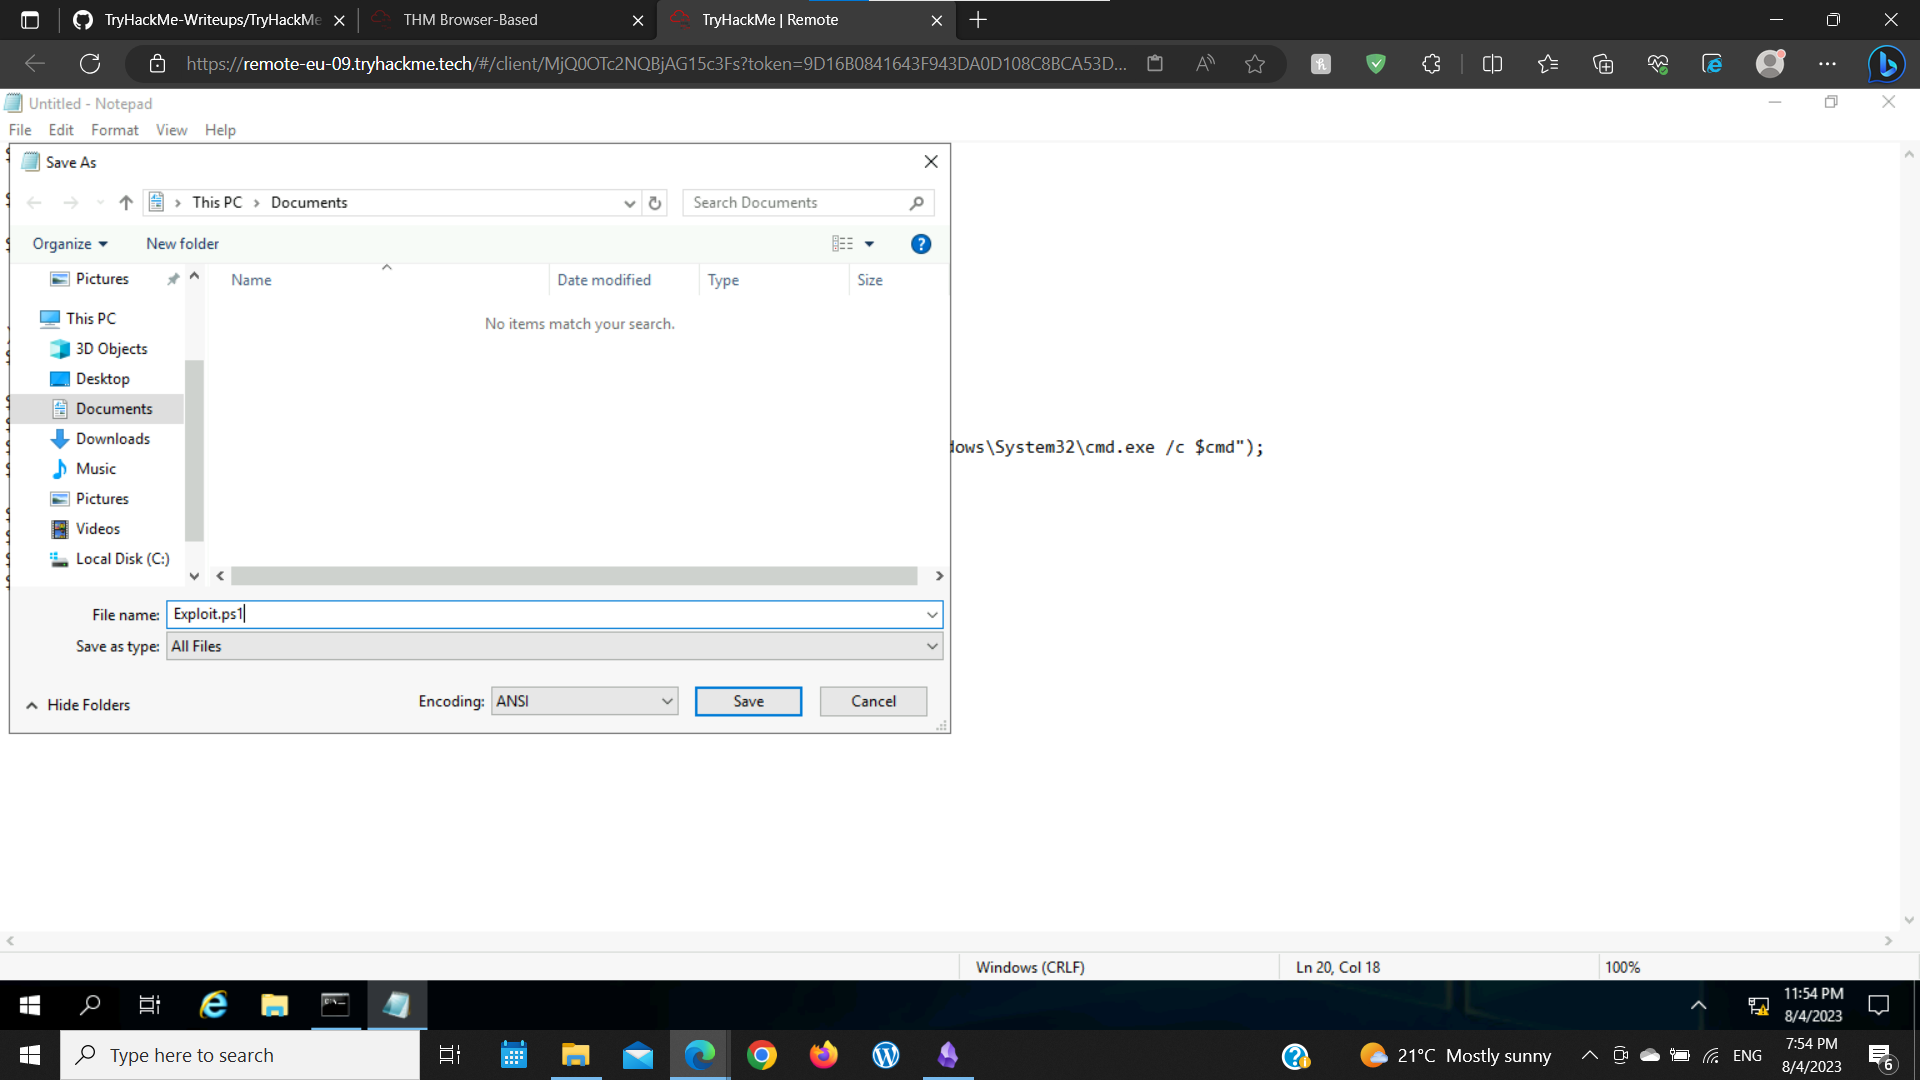 TryHackMe-Writeups/TryHackMe
THM Browser-Based
TryHackMe | Remote
https://remote-eu-09.tryhackme.tech/#/client/MjQ0OTc2NQBjAG15c3Fs?token=9D16B0841643F943DA0D108C8BCA53D...
Untitled - Notepad
File Edit Format View Help
Save As
This PC > Documents
Search Documents
Organize
New folder
Pictures
Name
Date modified
Type
Size
No items match your search.
This PC
3D Objects
Desktop
Documents
Downloads
Music
Pictures
Videos
Local Disk (C:)
dows\System32\cmd.exe /c $cmd");
File name: Exploit.ps1
Save as type: All Files
Hide Folders
Encoding: ANSI
Save
Cancel
Windows (CRLF)
Ln 20, Col 18
100%
11:54 PM
8/4/2023
Type here to search
21°C Mostly sunny
ENG
7:54 PM
8/4/2023
6